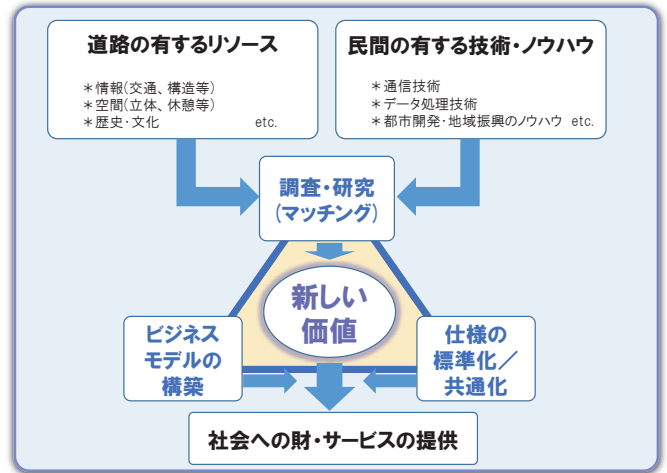 道路の有するリソース
＊情報(交通、構造等)
＊空間(立体、休憩等)
＊歴史・文化 etc.
民間の有する技術・ノウハウ
＊通信技術
＊データ処理技術
＊都市開発・地域振興のノウハウ etc.
調査・研究
(マッチング)
新しい
価値
ビジネス
モデルの
構築
仕様の
標準化／
共通化
社会への財・サービスの提供